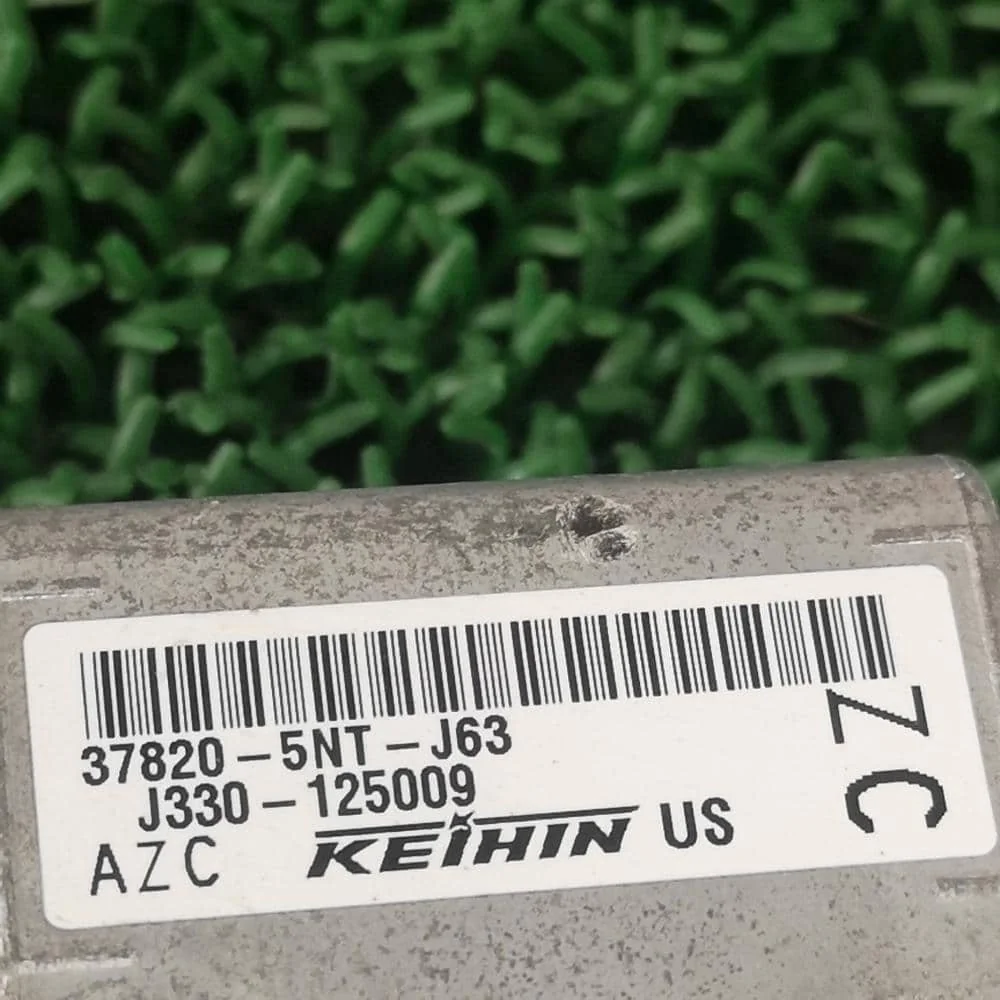 37820-5NT-J63
J330-125009
AZC KEIHIN US
ZC